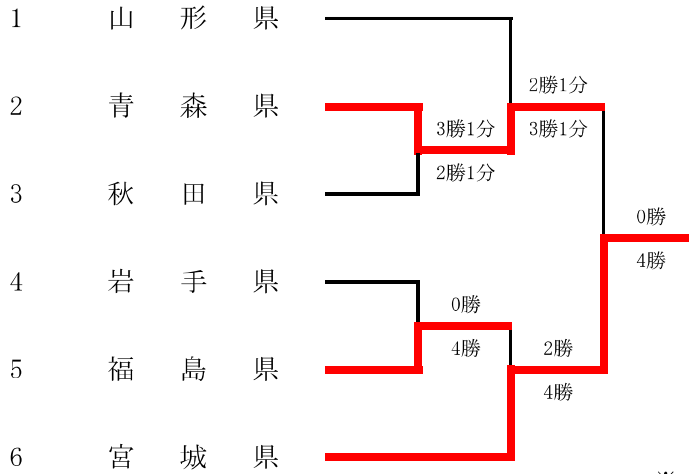 1 山形県
2勝1分
2 青森県
3勝1分
3勝1分
2勝1分
3 秋田県
0勝
4勝
4 岩手県
0勝
4勝
2勝
5 福島県
4勝
6 宮城県